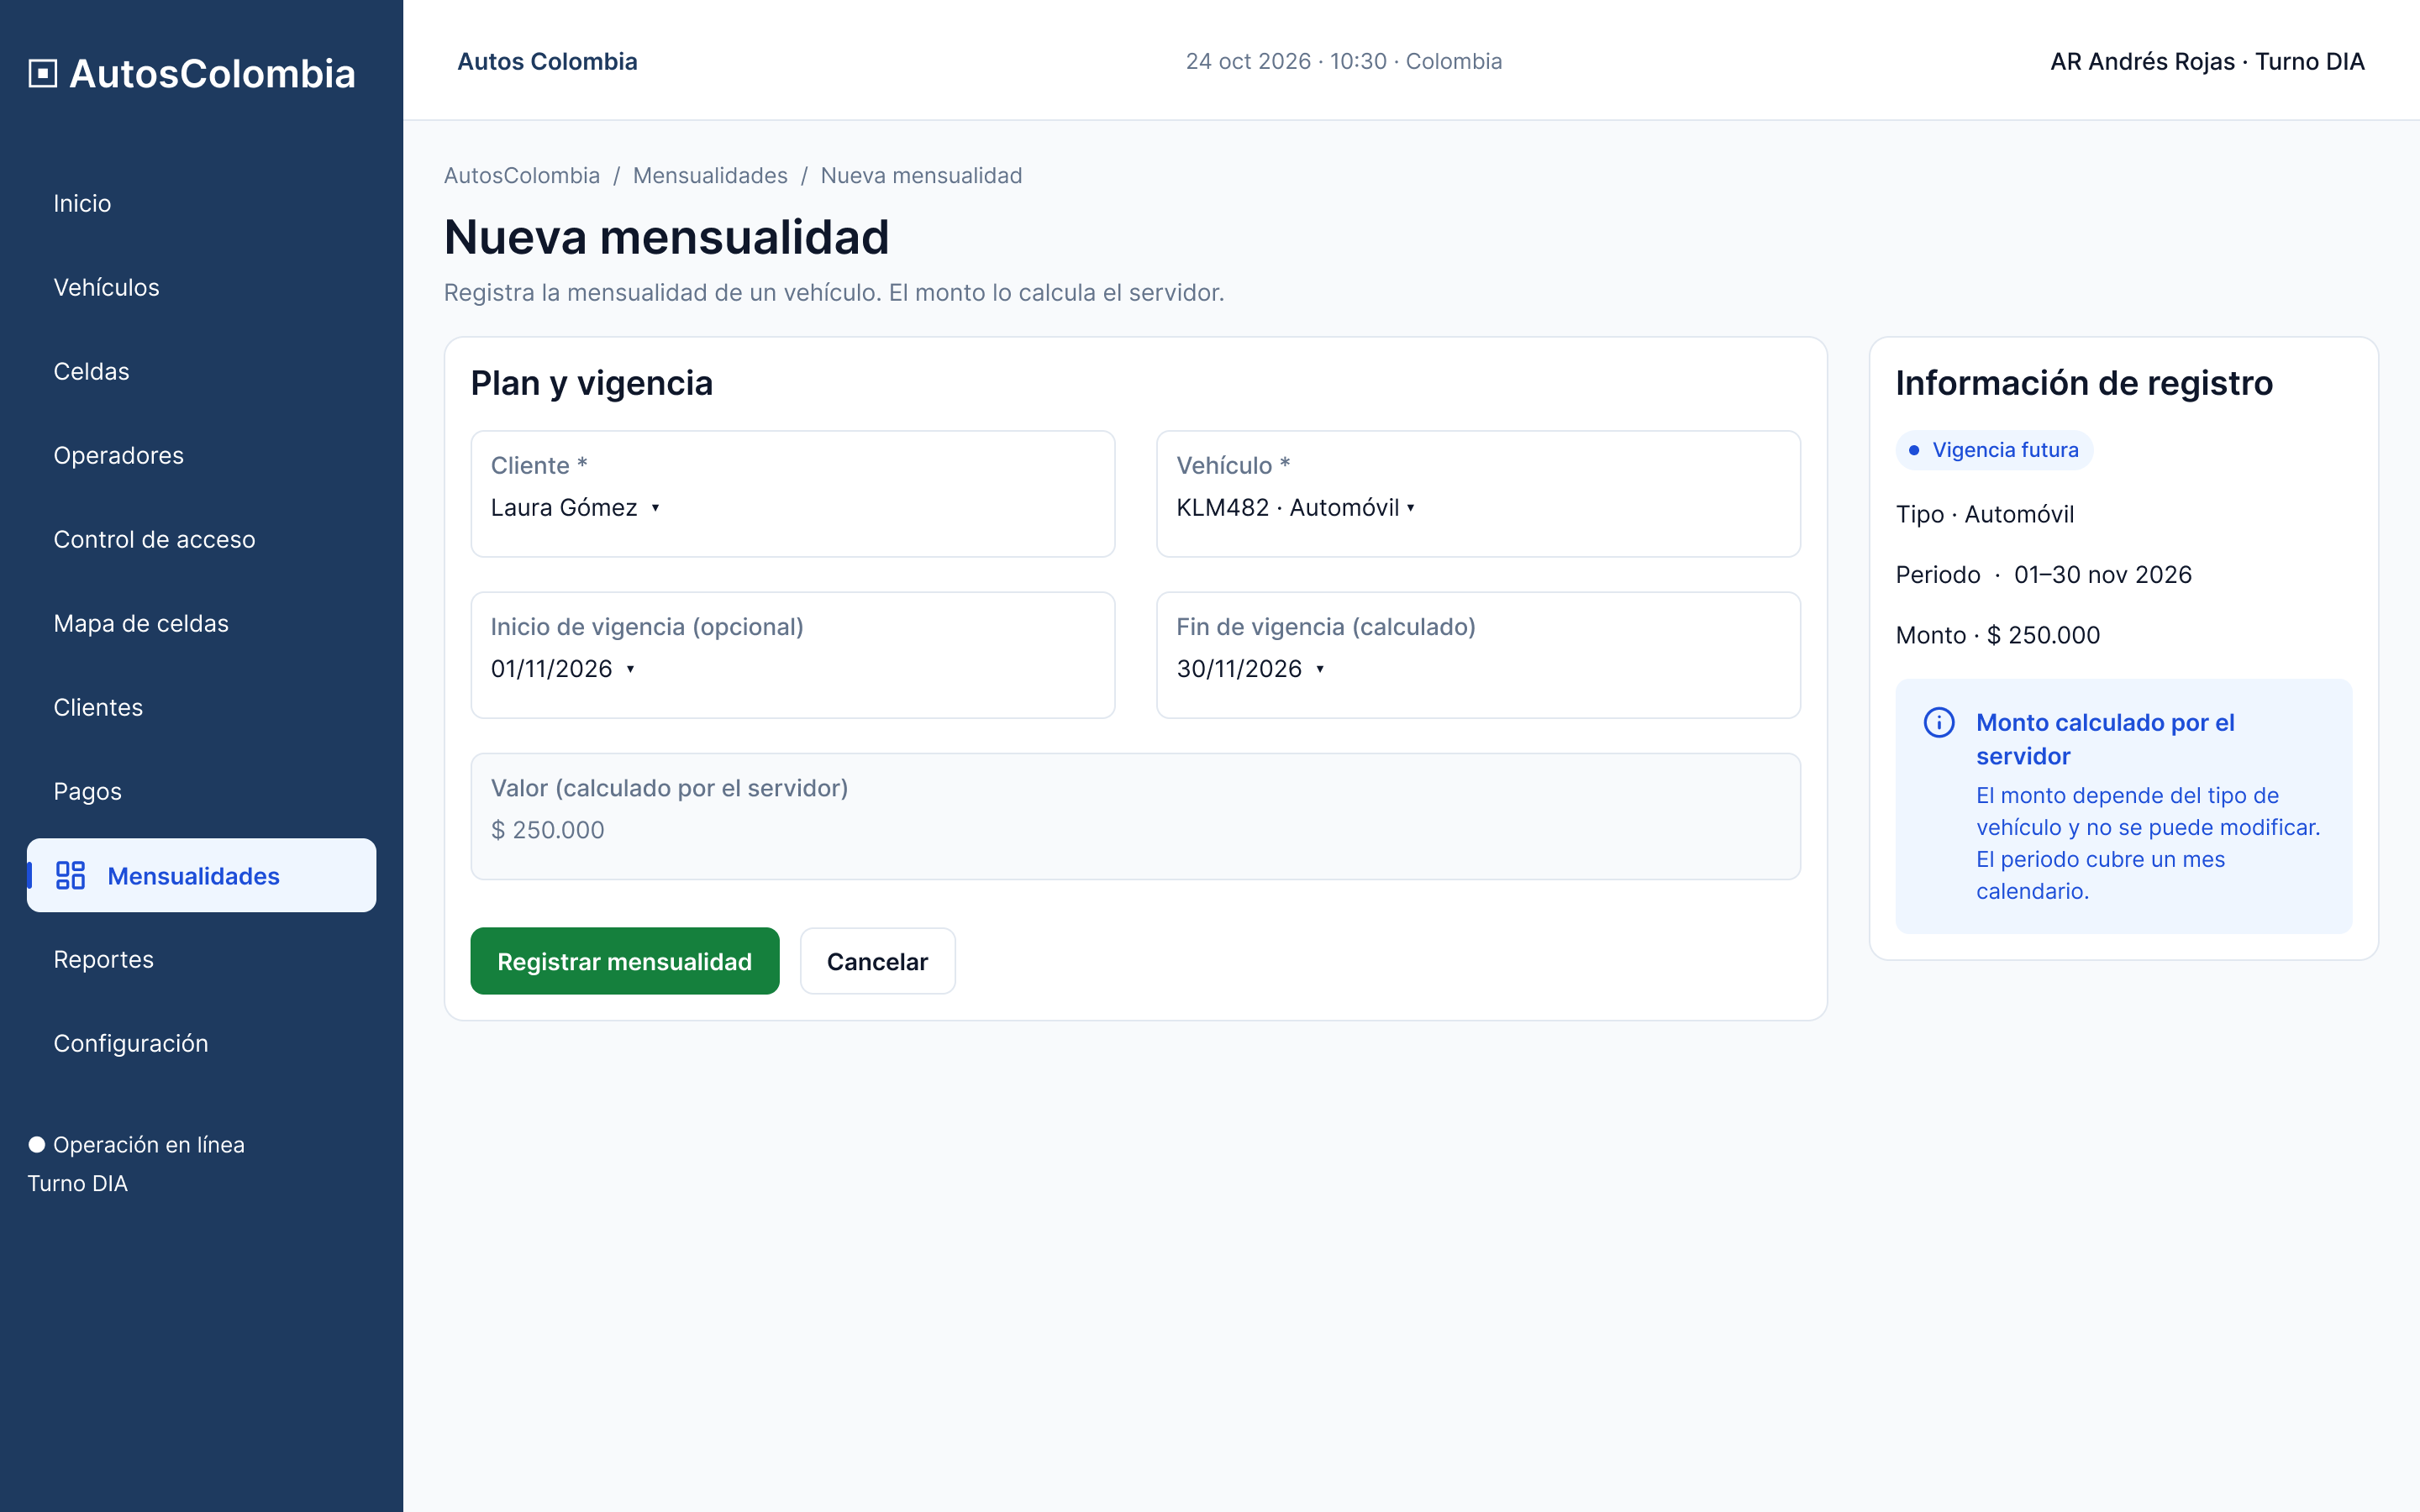 AutosColombia
Inicio
Vehículos
Celdas
Operadores
Control de acceso
Mapa de celdas
Clientes
Pagos
Mensualidades
Reportes
Configuración
● Operación en línea
Turno DIA
Autos Colombia
24 oct 2026 · 10:30 · Colombia
AR Andrés Rojas · Turno DIA
AutosColombia / Mensualidades / Nueva mensualidad
Nueva mensualidad
Registra la mensualidad de un vehículo. El monto lo calcula el servidor.
Plan y vigencia
Cliente *
Laura Gómez ▾
Vehículo *
KLM482 · Automóvil ▾
Inicio de vigencia (opcional)
01/11/2026 ▾
Fin de vigencia (calculado)
30/11/2026 ▾
Valor (calculado por el servidor)
$ 250.000
Registrar mensualidad
Cancelar
Información de registro
Vigencia futura
Tipo · Automóvil
Periodo · 01–30 nov 2026
Monto · $ 250.000
Monto calculado por el
servidor
El monto depende del tipo de
vehículo y no se puede modificar.
El periodo cubre un mes
calendario.